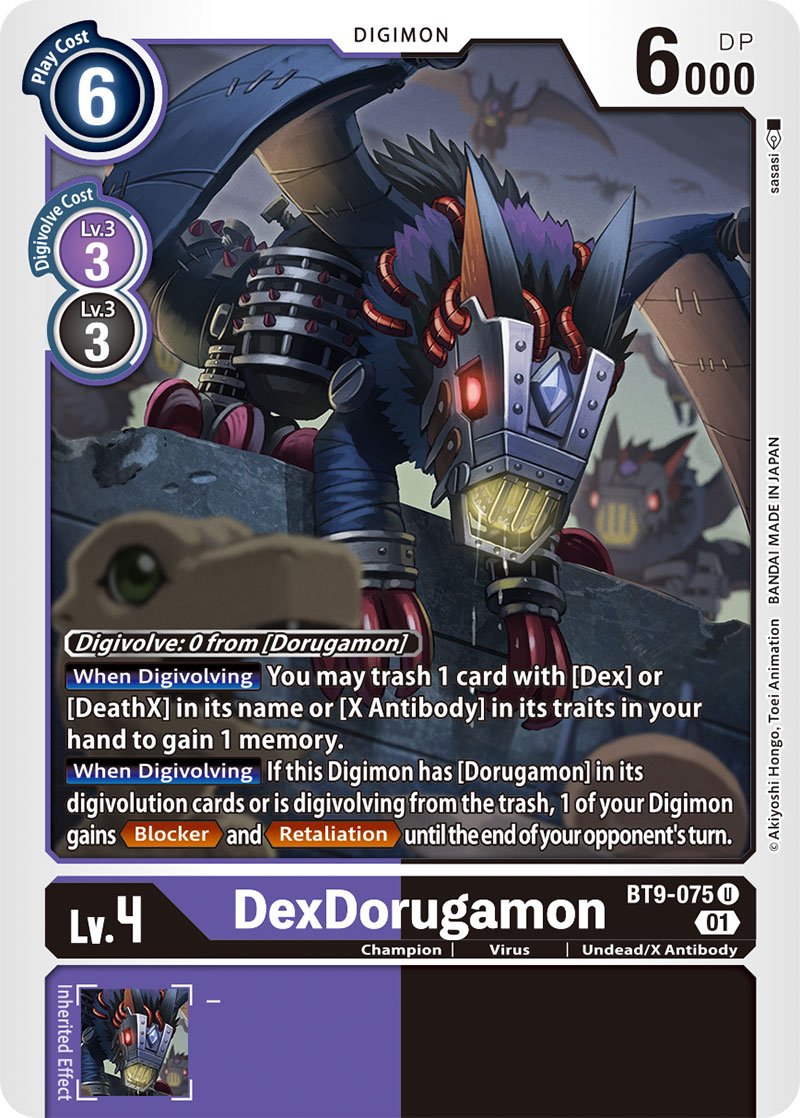 DIGIMON
Play Cost
6
6000
DP
Digivolve Cost
Lv.3
3
Lv.3
3
sasasi
Digivolve: 0 from [Dorugamon]
When Digivolving You may trash 1 card with [Dex] or
[DeathX] in its name or [X Antibody] in its traits in your
hand to gain 1 memory.
When Digivolving If this Digimon has [Dorugamon] in its
digivolution cards or is digivolving from the trash, 1 of your Digimon
gains Blocker and Retaliation until the end of your opponent's turn.
© Akiyoshi Hongo, Toei Animation BANDAI MADE IN JAPAN
Lv.4
DexDorugamon
BT9-075 U
01
Champion | Virus | Undead/X Antibody
Inherited Effect
–